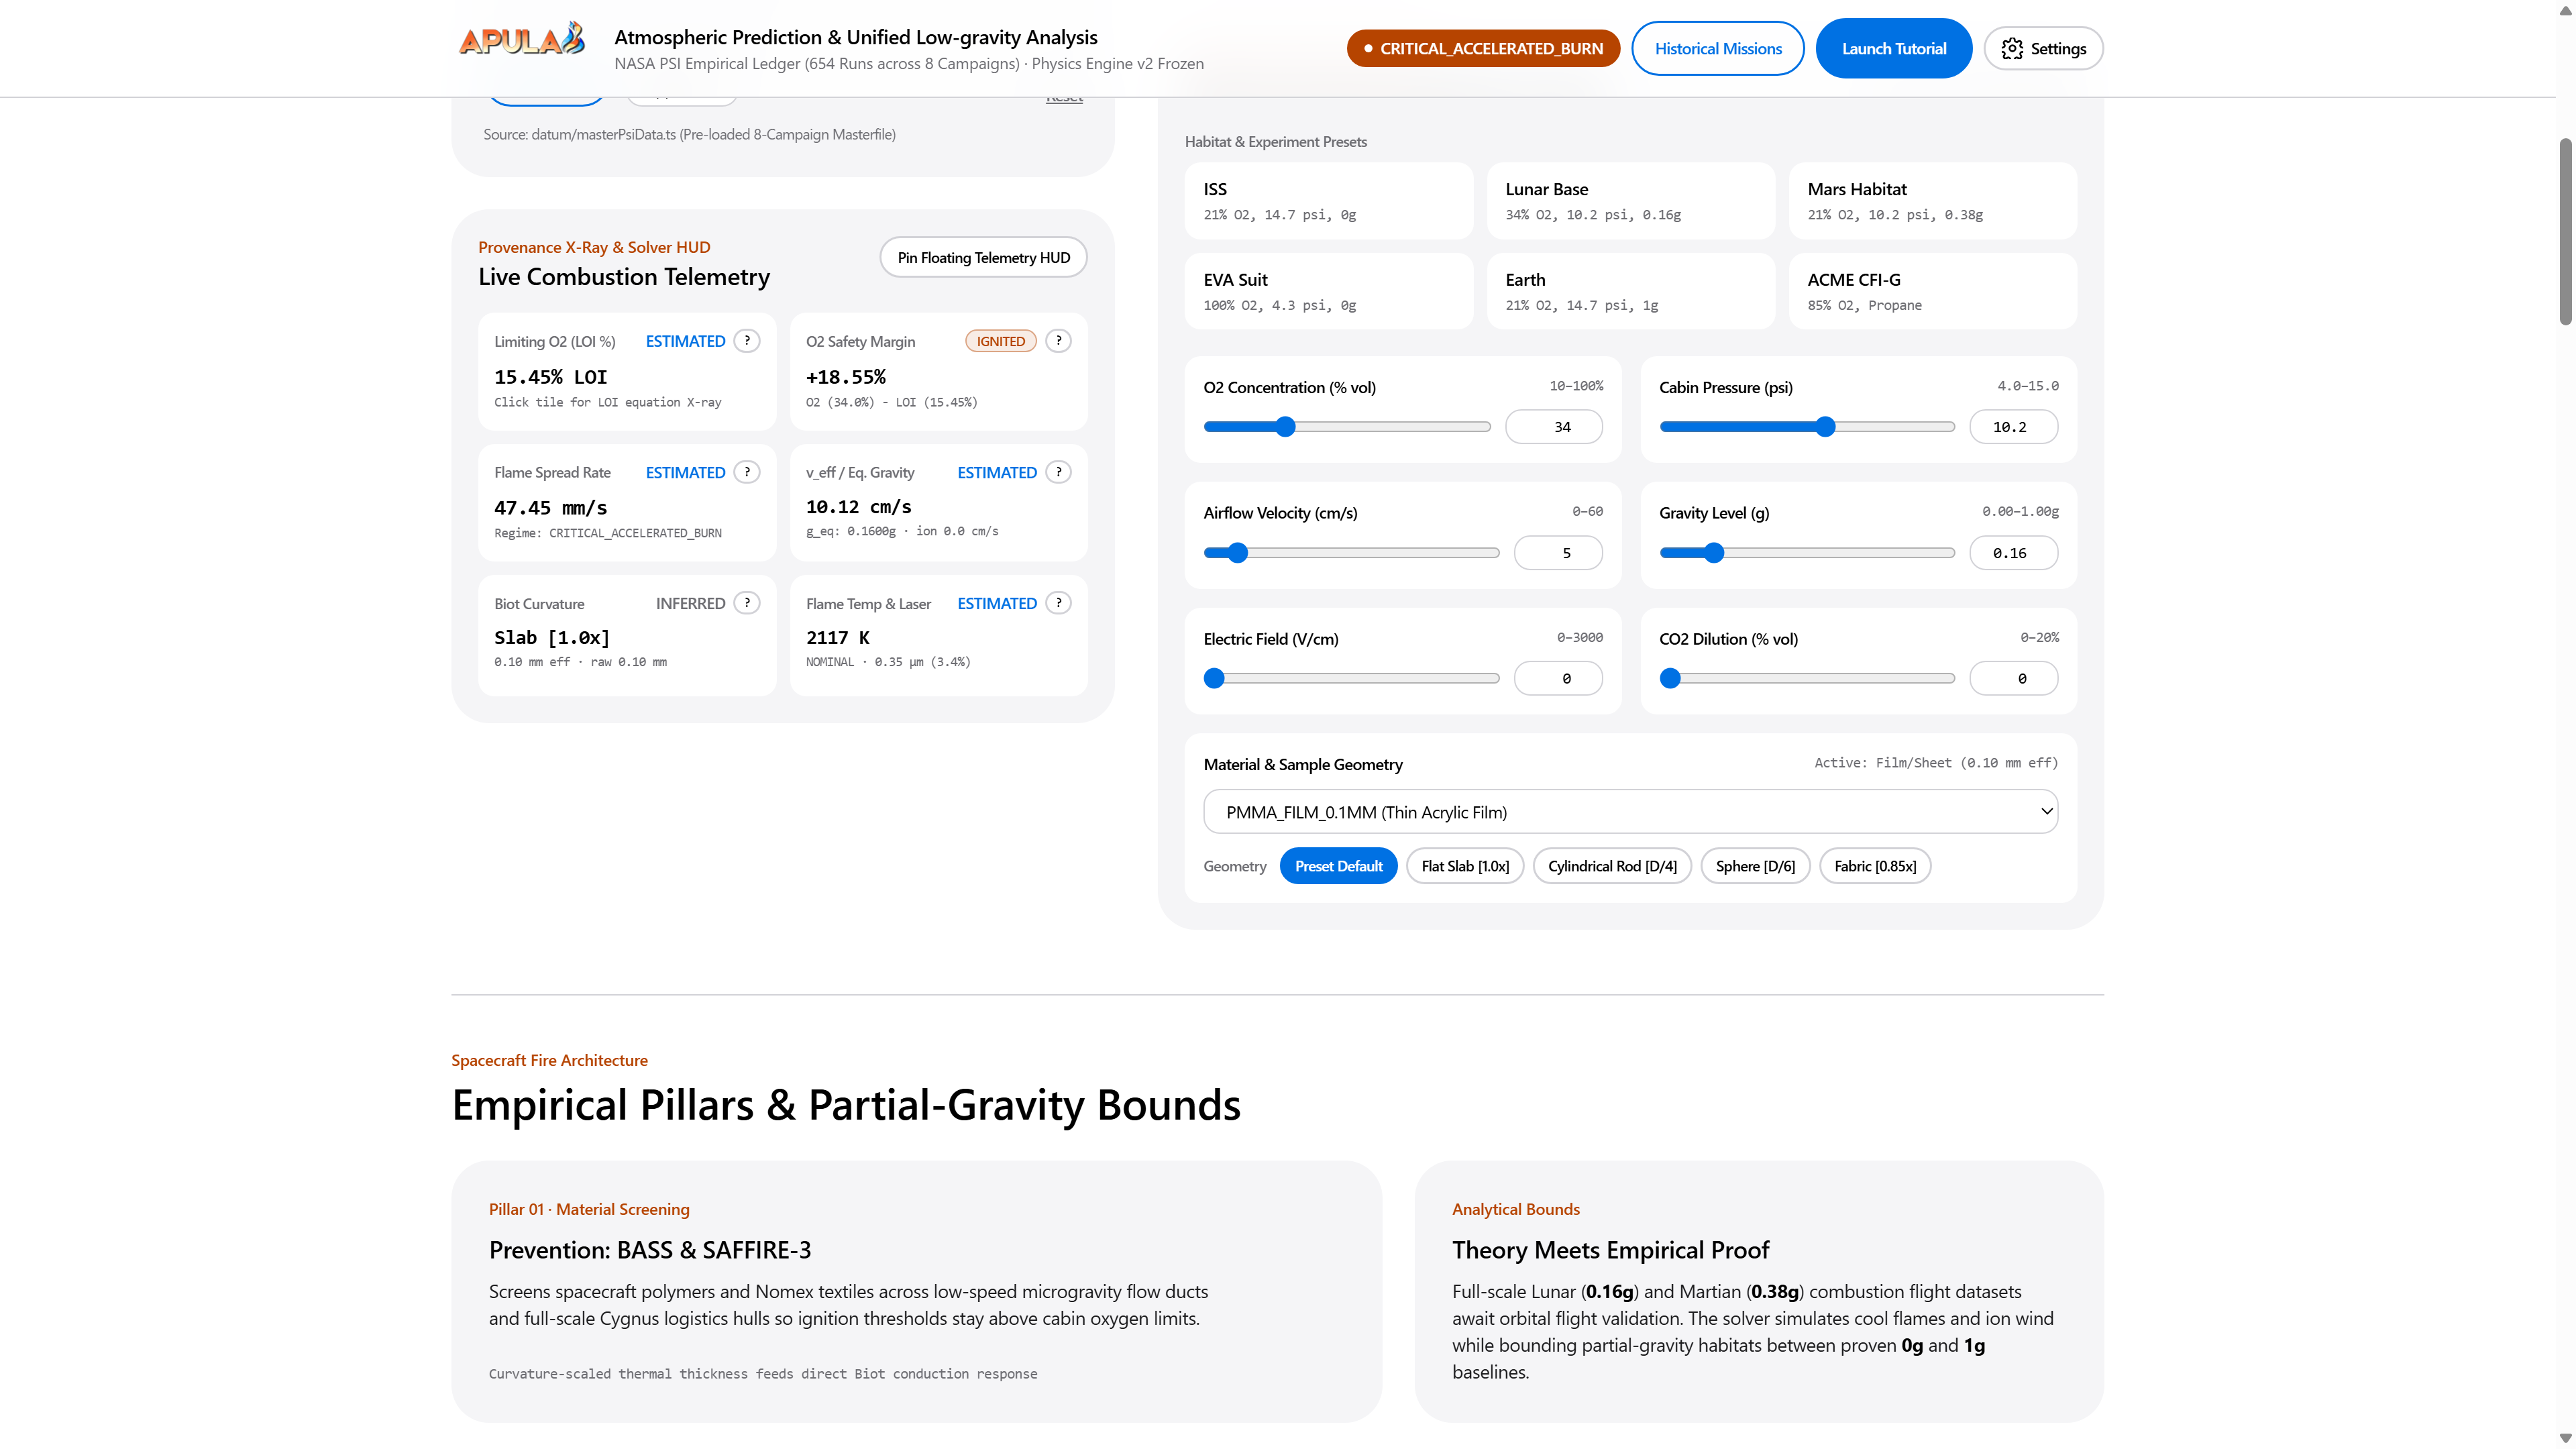 APULA
Atmospheric Prediction & Unified Low-gravity Analysis
NASA PSI Empirical Ledger (654 Runs across 8 Campaigns) · Physics Engine v2 Frozen
CRITICAL_ACCELERATED_BURN
Historical Missions
Launch Tutorial
Settings
Reset
Source: datum/masterPsiData.ts (Pre-loaded 8-Campaign Masterfile)
Provenance X-Ray & Solver HUD
Live Combustion Telemetry
Pin Floating Telemetry HUD
Limiting O2 (LOI %) ESTIMATED ?
15.45% LOI
Click tile for LOI equation X-ray
O2 Safety Margin IGNITED ?
+18.55%
O2 (34.0%) - LOI (15.45%)
Flame Spread Rate ESTIMATED ?
47.45 mm/s
Regime: CRITICAL_ACCELERATED_BURN
v_eff / Eq. Gravity ESTIMATED ?
10.12 cm/s
g_eq: 0.1600g · ion 0.0 cm/s
Biot Curvature INFERRED ?
Slab [1.0x]
0.10 mm eff · raw 0.10 mm
Flame Temp & Laser ESTIMATED ?
2117 K
NOMINAL · 0.35 µm (3.4%)
Habitat & Experiment Presets
ISS
21% O2, 14.7 psi, 0g
Lunar Base
34% O2, 10.2 psi, 0.16g
Mars Habitat
21% O2, 10.2 psi, 0.38g
EVA Suit
100% O2, 4.3 psi, 0g
Earth
21% O2, 14.7 psi, 1g
ACME CFI-G
85% O2, Propane
O2 Concentration (% vol) 10–100%
34
Cabin Pressure (psi) 4.0–15.0
10.2
Airflow Velocity (cm/s) 0–60
5
Gravity Level (g) 0.00–1.00g
0.16
Electric Field (V/cm) 0–3000
0
CO2 Dilution (% vol) 0–20%
0
Material & Sample Geometry Active: Film/Sheet (0.10 mm eff)
PMMA_FILM_0.1MM (Thin Acrylic Film)
Geometry Preset Default Flat Slab [1.0x] Cylindrical Rod [D/4] Sphere [D/6] Fabric [0.85x]
Spacecraft Fire Architecture
Empirical Pillars & Partial-Gravity Bounds
Pillar 01 · Material Screening
Prevention: BASS & SAFFIRE-3
Screens spacecraft polymers and Nomex textiles across low-speed microgravity flow ducts
and full-scale Cygnus logistics hulls so ignition thresholds stay above cabin oxygen limits.
Curvature-scaled thermal thickness feeds direct Biot conduction response
Analytical Bounds
Theory Meets Empirical Proof
Full-scale Lunar (0.16g) and Martian (0.38g) combustion flight datasets
await orbital flight validation. The solver simulates cool flames and ion wind
while bounding partial-gravity habitats between proven 0g and 1g
baselines.